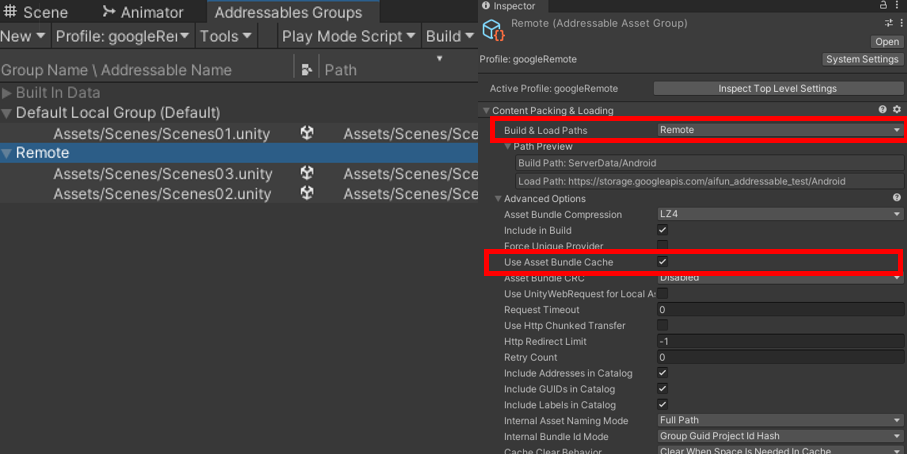 Scene
Animator
Addressables Groups
New
Profile: googleRe
Tools
Play Mode Script
Build
Group Name \ Addressable Name
Path
Built In Data
Default Local Group (Default)
Assets/Scenes/Scenes01.unity
Assets/Scenes/Sce
Remote
Assets/Scenes/Scenes03.unity
Assets/Scenes/Sce
Assets/Scenes/Scenes02.unity
Assets/Scenes/Sce
Inspector
Remote (Addressable Asset Group)
Open
Profile: googleRemote
System Settings
Active Profile: googleRemote
Inspect Top Level Settings
Content Packing & Loading
Build & Load Paths
Remote
Path Preview
Build Path: ServerData/Android
Load Path: https://storage.googleapis.com/aifun_addressable_test/Android
Advanced Options
Asset Bundle Compression
LZ4
Include in Build
Force Unique Provider
Use Asset Bundle Cache
Asset Bundle CRC
Disabled
Use UnityWebRequest for Local As
Request Timeout
0
Use Http Chunked Transfer
Http Redirect Limit
-1
Retry Count
0
Include Addresses in Catalog
Include GUIDs in Catalog
Include Labels in Catalog
Internal Asset Naming Mode
Full Path
Internal Bundle Id Mode
Group Guid Project Id Hash
Cache Clear Behavior
Clear When Space Is Needed In Cache